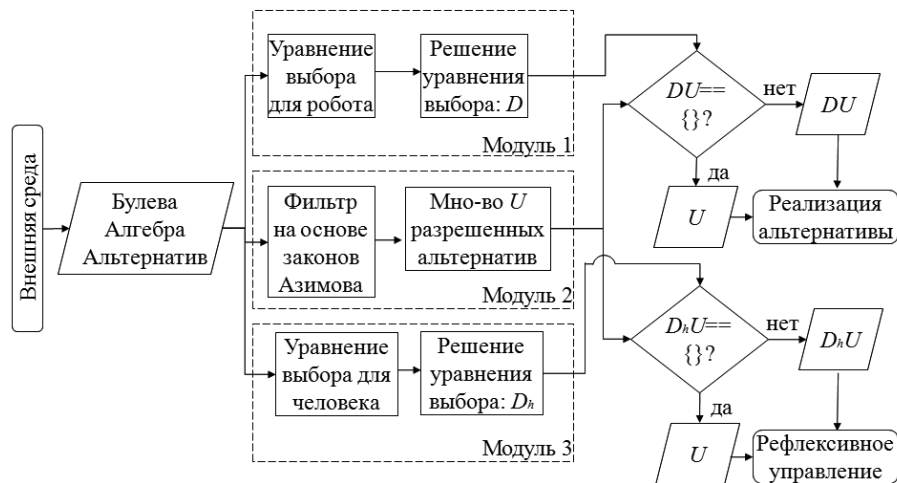 Внешняя среда
Булева
Алгебра
Альтернатив
Уравнение
выбора
для робота
Решение
уравнения
выбора: D
Модуль 1
Фильтр
на основе
законов
Азимова
Мно-во U
разрешенных
альтернатив
Модуль 2
Уравнение
выбора для
человека
Решение
уравнения
выбора: Dh
Модуль 3
DU==
{}?
нет
DU
да
U
Реализация
альтернативы
DhU==
{}?
нет
DhU
да
U
Рефлексивное
управление